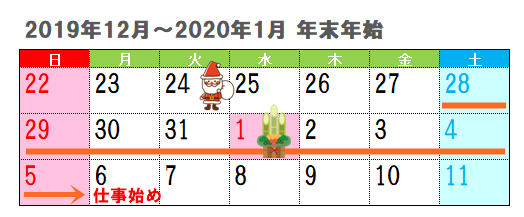 2019年12月～2020年1月 年末年始
日 月 火 水 木 金 土
22 23 24 25 26 27 28
29 30 31 1 2 3 4
5 6 7 8 9 10 11
仕事始め